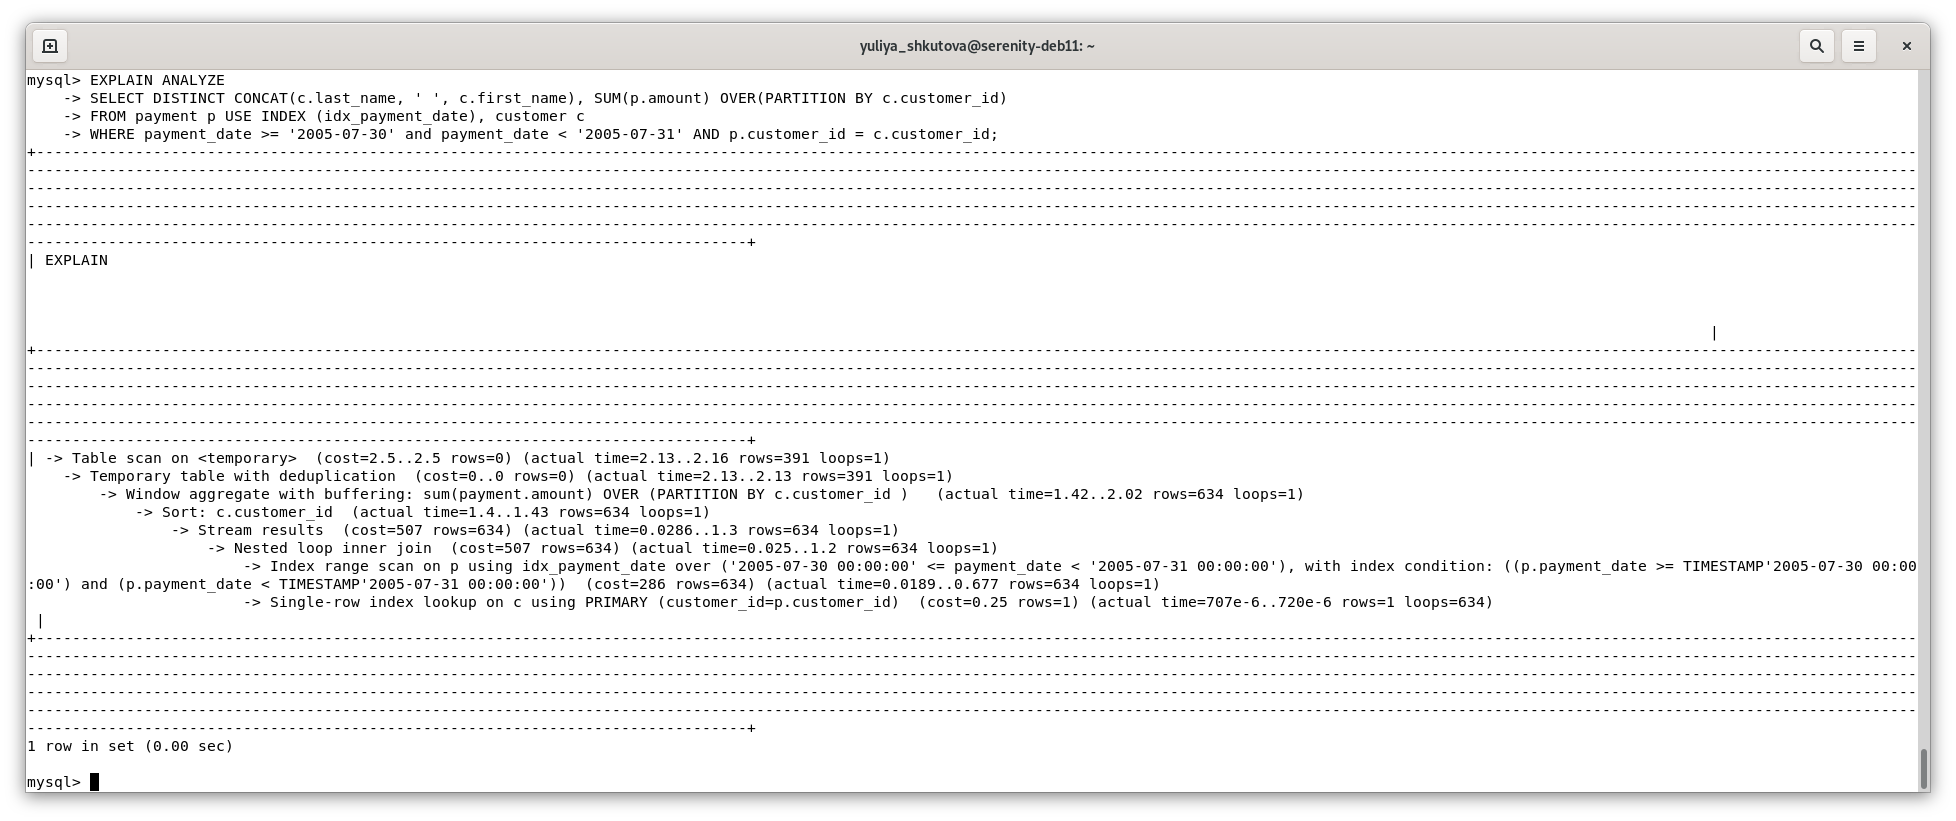 yuliya_shkutova@serenity-deb11: ~
mysql> EXPLAIN ANALYZE
    -> SELECT DISTINCT CONCAT(c.last_name, ' ', c.first_name), SUM(p.amount) OVER(PARTITION BY c.customer_id)
    -> FROM payment p USE INDEX (idx_payment_date), customer c
    -> WHERE payment_date >= '2005-07-30' and payment_date < '2005-07-31' AND p.customer_id = c.customer_id;
| EXPLAIN
|
| -> Table scan on <temporary>  (cost=2.5..2.5 rows=0) (actual time=2.13..2.16 rows=391 loops=1)
    -> Temporary table with deduplication  (cost=0..0 rows=0) (actual time=2.13..2.13 rows=391 loops=1)
        -> Window aggregate with buffering: sum(payment.amount) OVER (PARTITION BY c.customer_id )   (actual time=1.42..2.02 rows=634 loops=1)
            -> Sort: c.customer_id  (actual time=1.4..1.43 rows=634 loops=1)
                -> Stream results  (cost=507 rows=634) (actual time=0.0286..1.3 rows=634 loops=1)
                    -> Nested loop inner join  (cost=507 rows=634) (actual time=0.025..1.2 rows=634 loops=1)
                        -> Index range scan on p using idx_payment_date over ('2005-07-30 00:00:00' <= payment_date < '2005-07-31 00:00:00'), with index condition: ((p.payment_date >= TIMESTAMP'2005-07-30 00:00
:00') and (p.payment_date < TIMESTAMP'2005-07-31 00:00:00'))  (cost=286 rows=634) (actual time=0.0189..0.677 rows=634 loops=1)
                        -> Single-row index lookup on c using PRIMARY (customer_id=p.customer_id)  (cost=0.25 rows=1) (actual time=707e-6..720e-6 rows=1 loops=634)
 |
1 row in set (0.00 sec)
mysql>